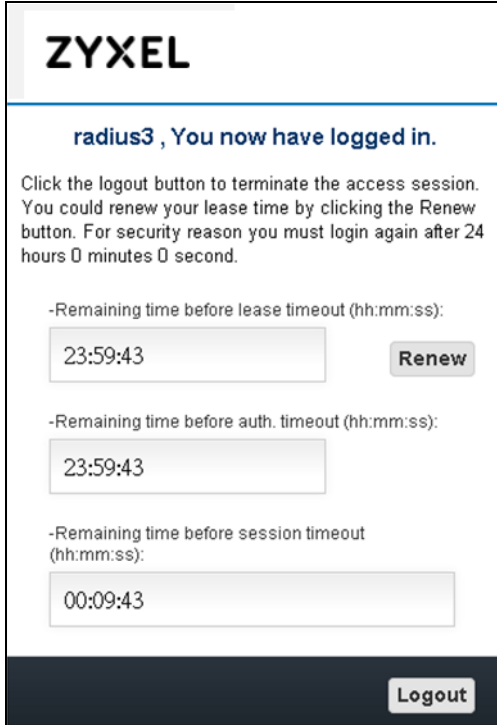 ZYXEL
radius3 , You now have logged in.
Click the logout button to terminate the access session.
You could renew your lease time by clicking the Renew
button. For security reason you must login again after 24
hours 0 minutes 0 second.
-Remaining time before lease timeout (hh:mm:ss):
23:59:43
Renew
-Remaining time before auth. timeout (hh:mm:ss):
23:59:43
-Remaining time before session timeout
(hh:mm:ss):
00:09:43
Logout